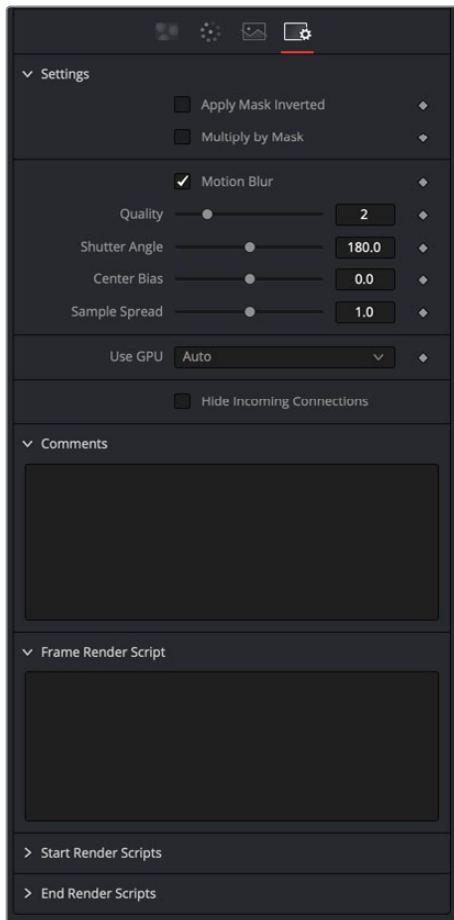 Settings
Apply Mask Inverted
Multiply by Mask
Motion Blur
Quality 2
Shutter Angle 180.0
Center Bias 0.0
Sample Spread 1.0
Use GPU Auto
Hide Incoming Connections
Comments
Frame Render Script
Start Render Scripts
End Render Scripts